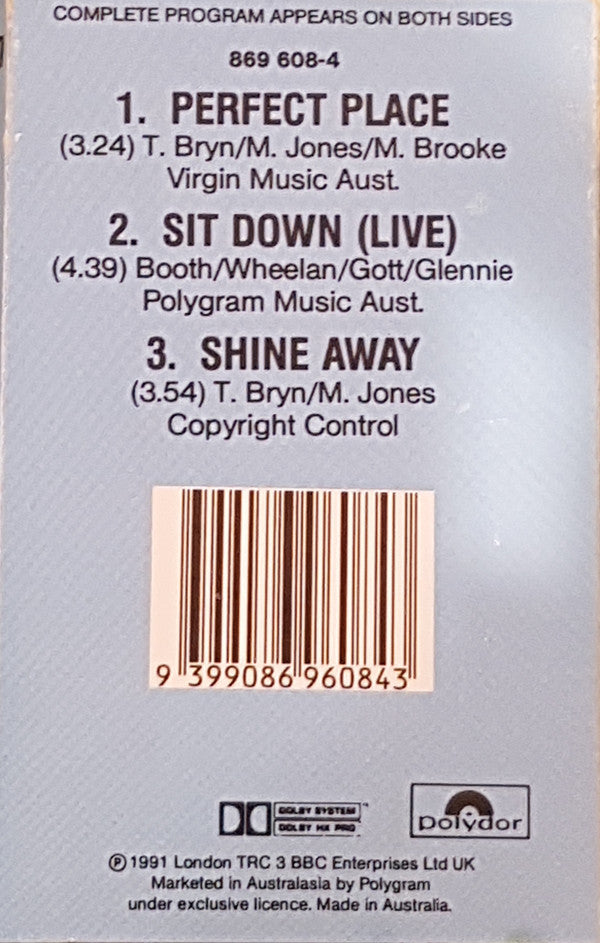 COMPLETE PROGRAM APPEARS ON BOTH SIDES
869 608-4
1. PERFECT PLACE
(3.24) T. Bryn/M. Jones/M. Brooke
Virgin Music Aust.
2. SIT DOWN (LIVE)
(4.39) Booth/Wheelan/Gott/Glennie
Polygram Music Aust.
3. SHINE AWAY
(3.54) T. Bryn/M. Jones
Copyright Control
9 399086 960843
DOLBY SYSTEM™
DOLBY HX PRO
polydor
℗ 1991 London TRC 3 BBC Enterprises Ltd UK
Marketed in Australasia by Polygram
under exclusive licence. Made in Australia.